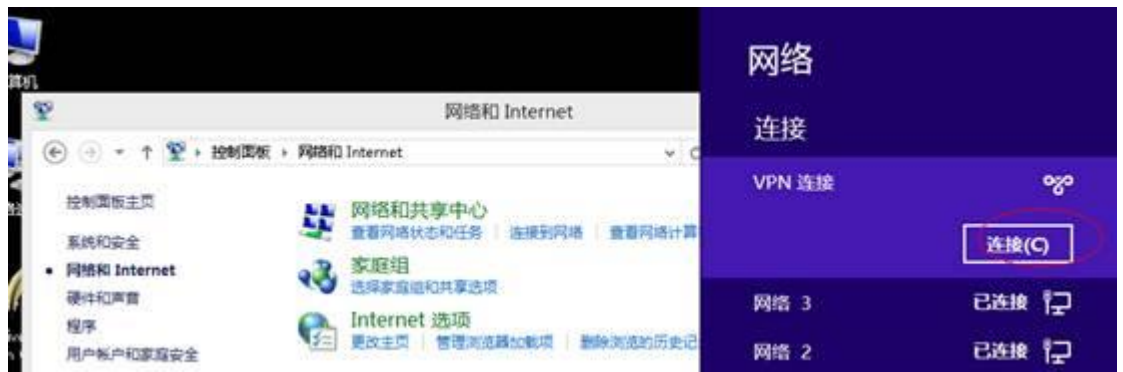 算机
网络和 Internet
控制面板 ▸ 网络和 Internet
控制面板主页
系统和安全
网络和 Internet
硬件和声音
程序
用户帐户和家庭安全
网络和共享中心
查看网络状态和任务 | 连接到网络 | 查看网络计算
家庭组
选择家庭组和共享选项
Internet 选项
更改主页 | 管理浏览器加载项 | 删除浏览的历史记
网络
连接
VPN 连接
连接(C)
网络 3 已连接
网络 2 已连接